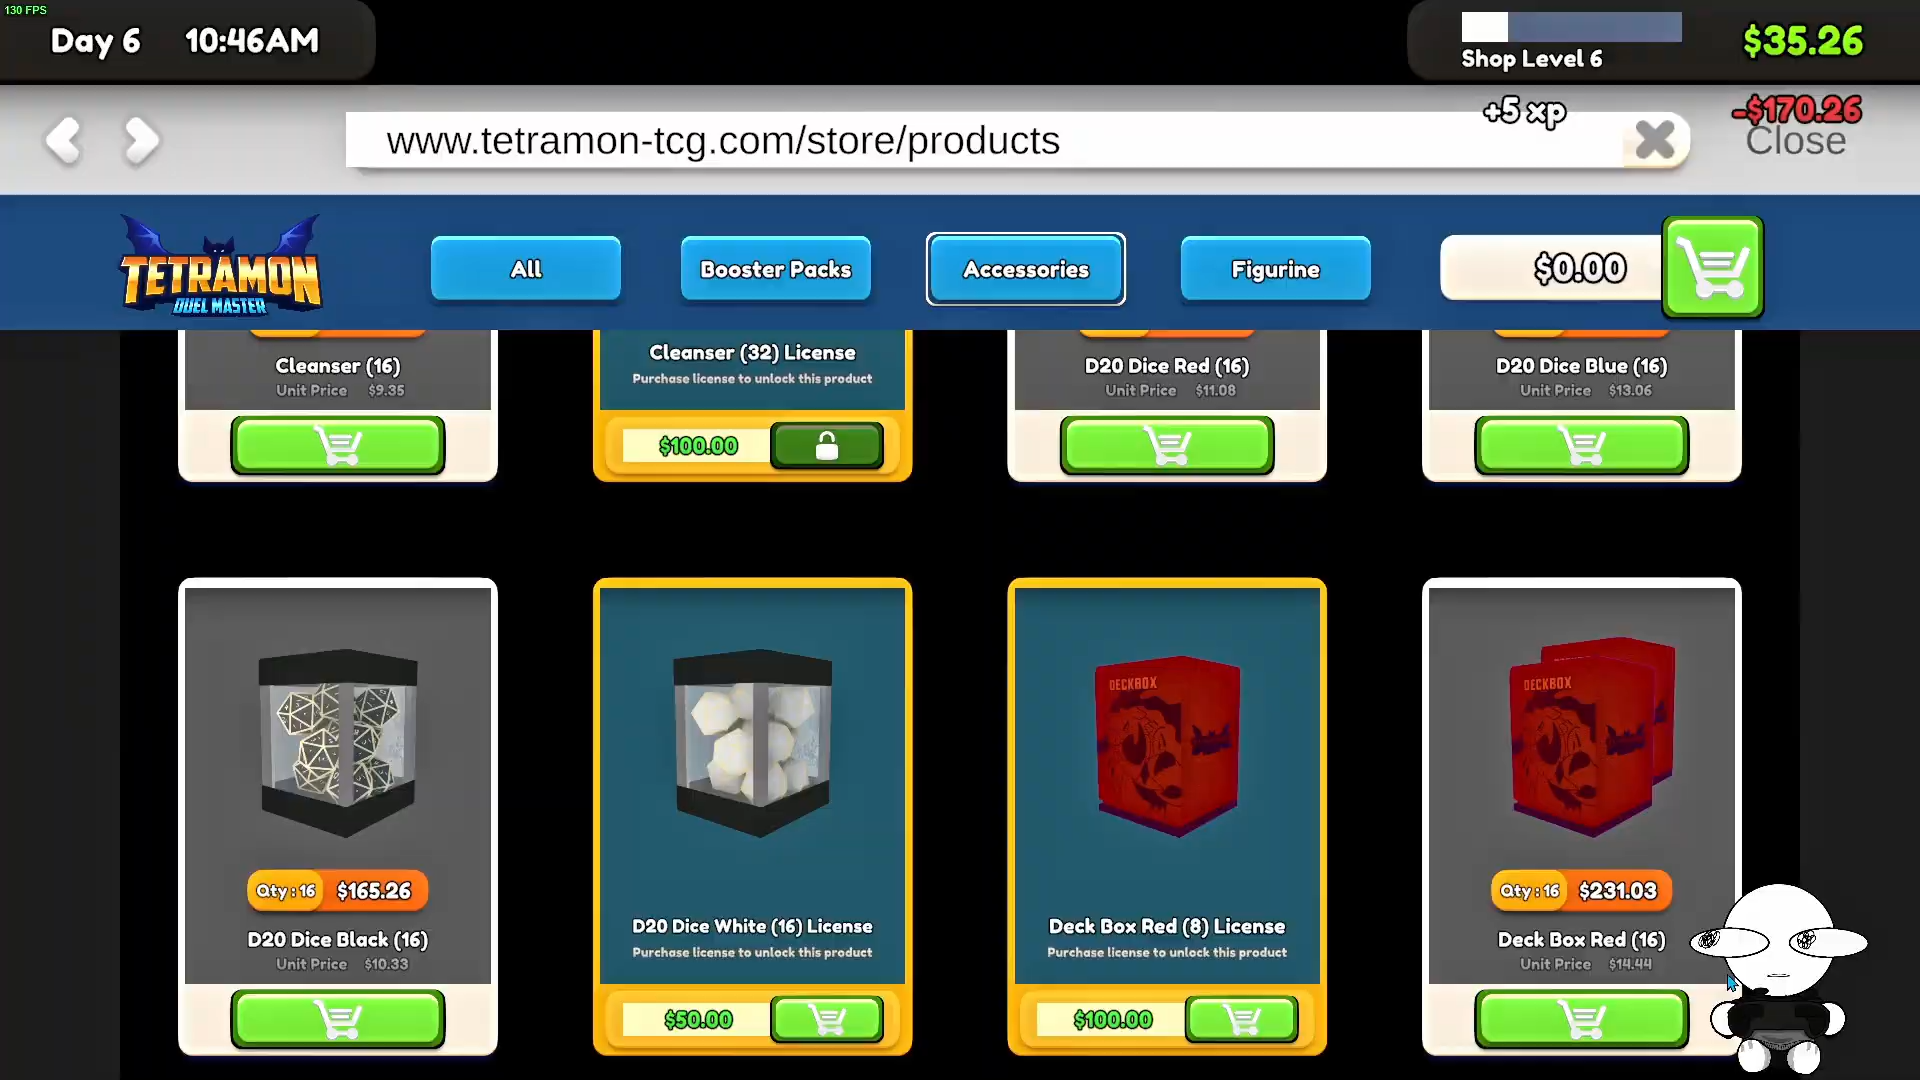 130 FPS
Day 6 10:46AM
Shop Level 6
$35.26
+5 xp
-$170.26
www.tetramon-tcg.com/store/products
Close
TETRAMON
DUEL MASTER
All
Booster Packs
Accessories
Figurine
$0.00
Cleanser (16)
Unit Price $9.35
Cleanser (32) License
Purchase license to unlock this product
$100.00
D20 Dice Red (16)
Unit Price $11.08
D20 Dice Blue (16)
Unit Price $13.06
Qty : 16 $165.26
D20 Dice Black (16)
Unit Price $10.33
D20 Dice White (16) License
Purchase license to unlock this product
$50.00
DECKBOX
Deck Box Red (8) License
Purchase license to unlock this product
$100.00
DECKBOX
Qty : 16 $231.03
Deck Box Red (16)
Unit Price $14.44